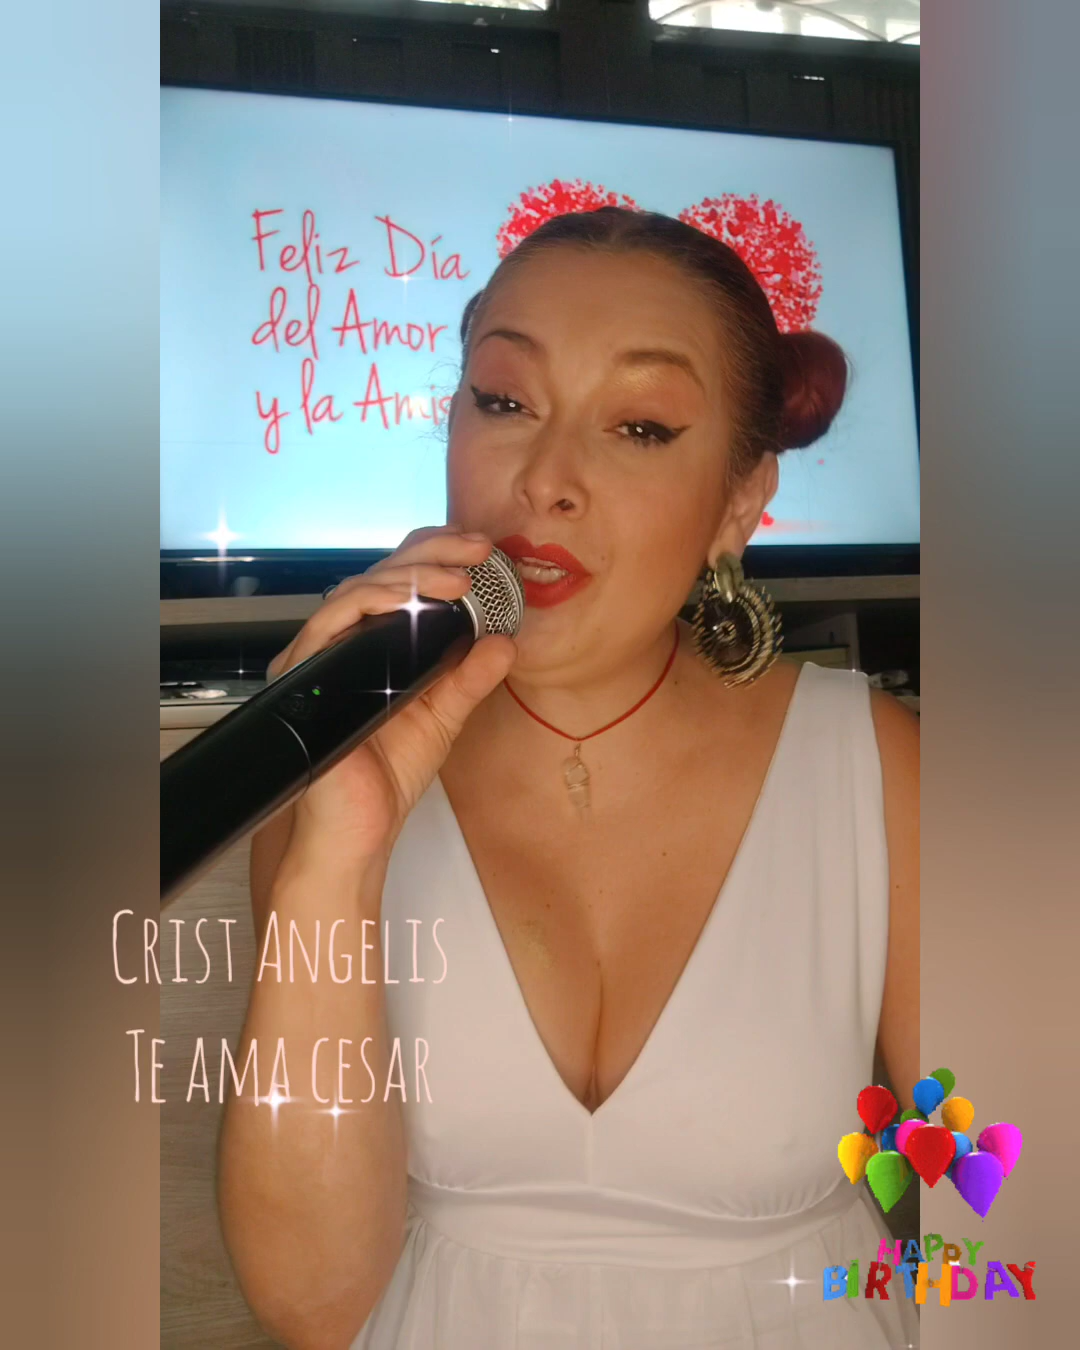 Feliz Día
del Amor
y la
CRIST ANGELIS
TE AMA CESAR
HAPPY
BIRTHDAY